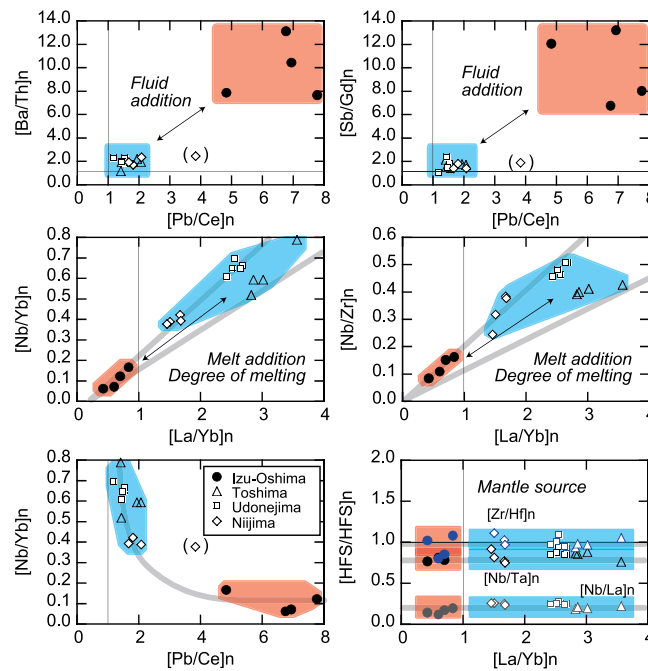 14.0
12.0
10.0
8.0
6.0
4.0
2.0
0.0
[Ba/Th]n
Fluid
addition
( )
0 1 2 3 4 5 6 7 8
[Pb/Ce]n
14.0
12.0
10.0
8.0
6.0
4.0
2.0
0.0
[Sb/Gd]n
Fluid
addition
( )
0 1 2 3 4 5 6 7 8
[Pb/Ce]n
0.8
0.7
0.6
0.5
0.4
0.3
0.2
0.1
0.0
[Nb/Yb]n
Melt addition
Degree of melting
0 1 2 3 4
[La/Yb]n
0.6
0.5
0.4
0.3
0.2
0.1
0.0
[Nb/Zr]n
Melt addition
Degree of melting
0 1 2 3 4
[La/Yb]n
0.8
0.7
0.6
0.5
0.4
0.3
0.2
0.1
0.0
[Nb/Yb]n
Izu-Oshima
Toshima
Udonejima
Niijima
( )
0 1 2 3 4 5 6 7 8
[Pb/Ce]n
2.0
1.5
1.0
0.5
0.0
[HFS/HFS]n
Mantle source
[Zr/Hf]n
[Nb/Ta]n
[Nb/La]n
0 1 2 3 4
[La/Yb]n